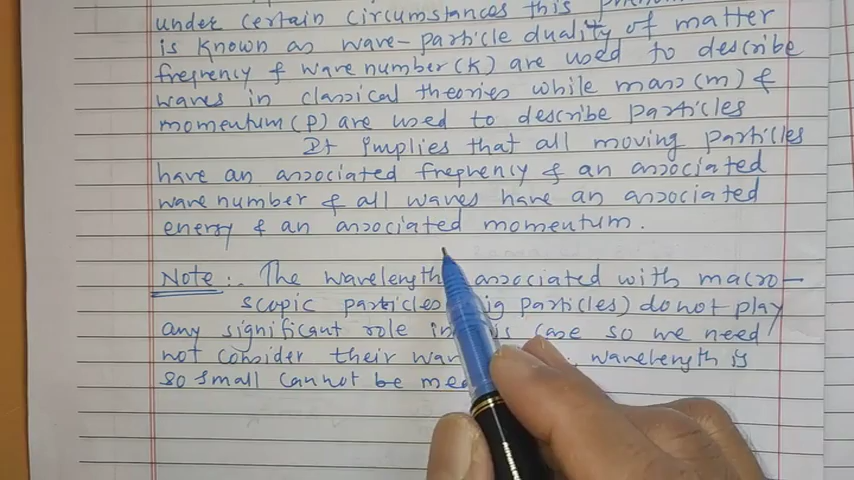 under certain circumstances this
is known as wave-particle duality of matter
frequency & wave number (K) are used to describe
waves in classical theories while mass (m) &
momentum (P) are used to describe particles
It implies that all moving particles
have an associated frequency & an associated
wave number & all waves have an associated
energy & an associated momentum.
Note:- The wavelength associated with macro-
scopic particles ig particles) do not play
any significant role in is case so we need
not consider their wav wavelength is
so small cannot be mea